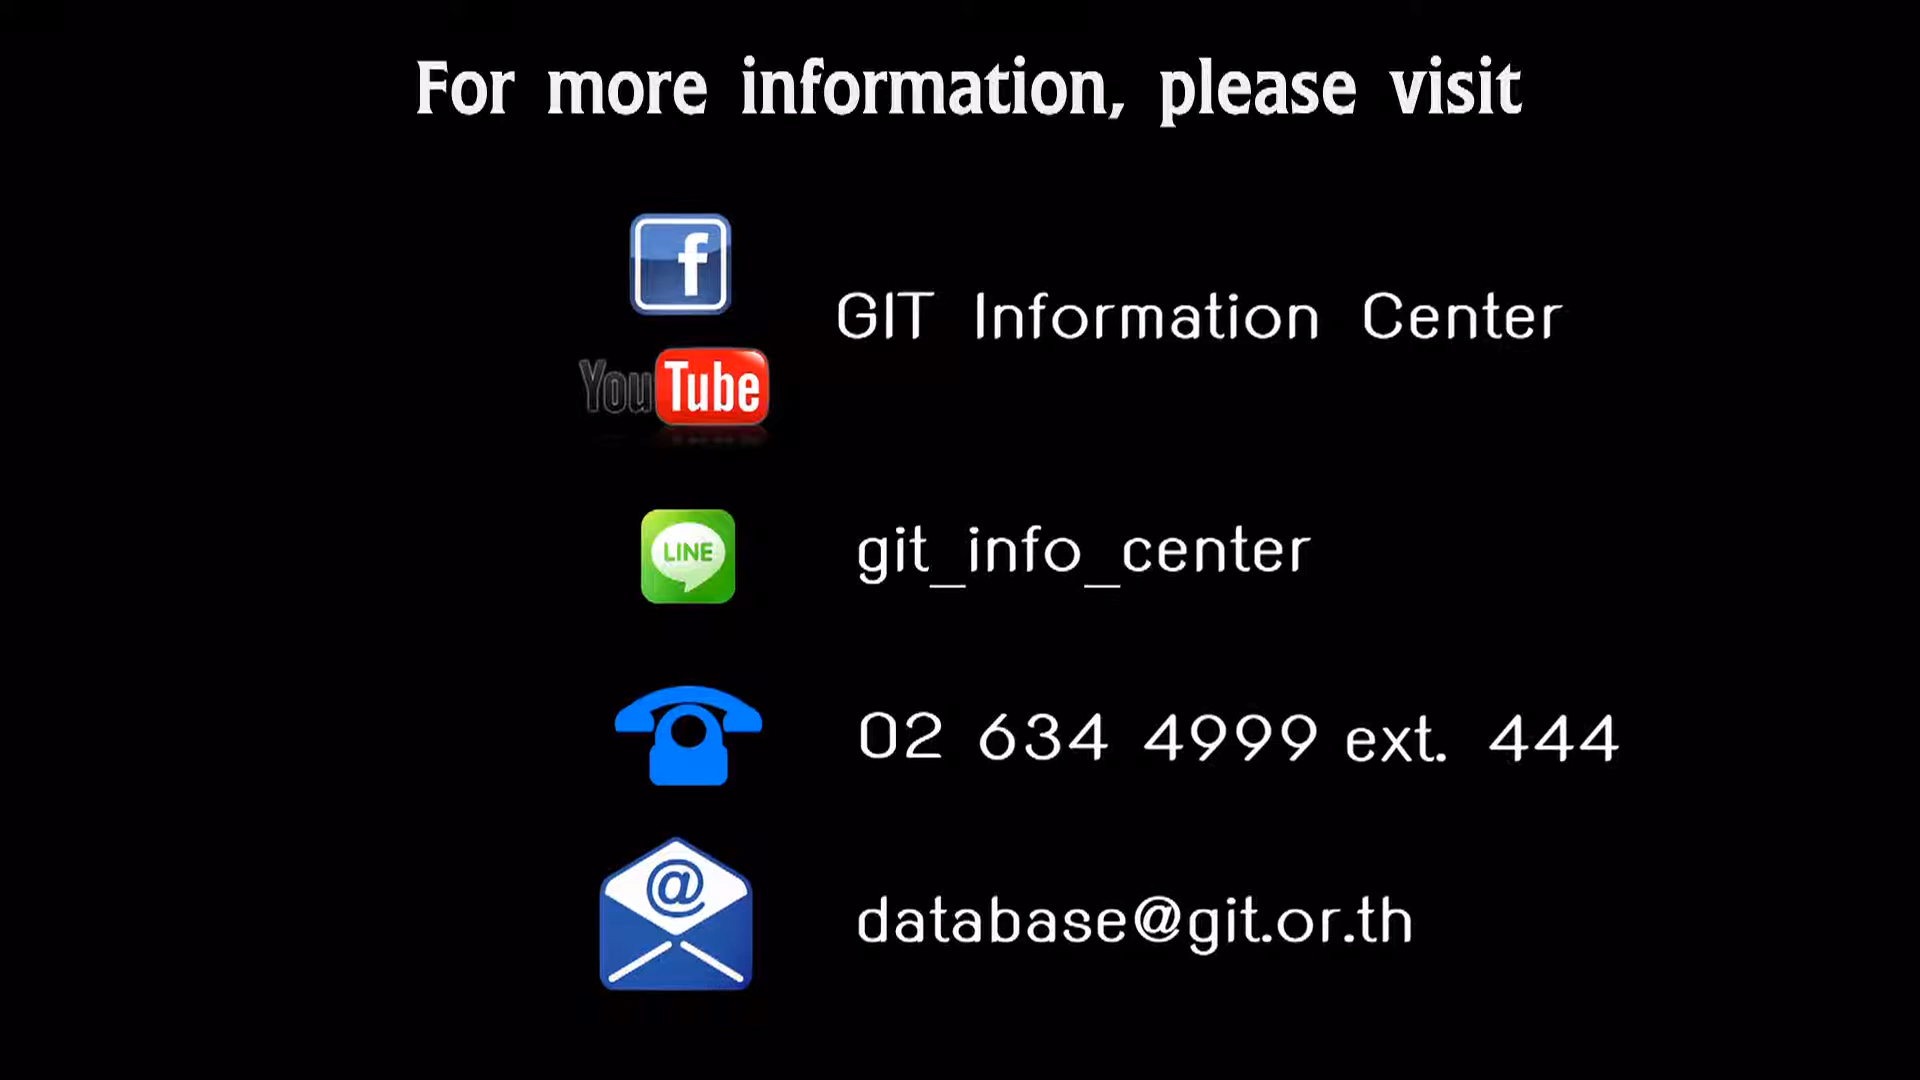 For more information, please visit
f
GIT Information Center
YouTube
LINE
git_info_center
02 634 4999 ext. 444
@
database@git.or.th